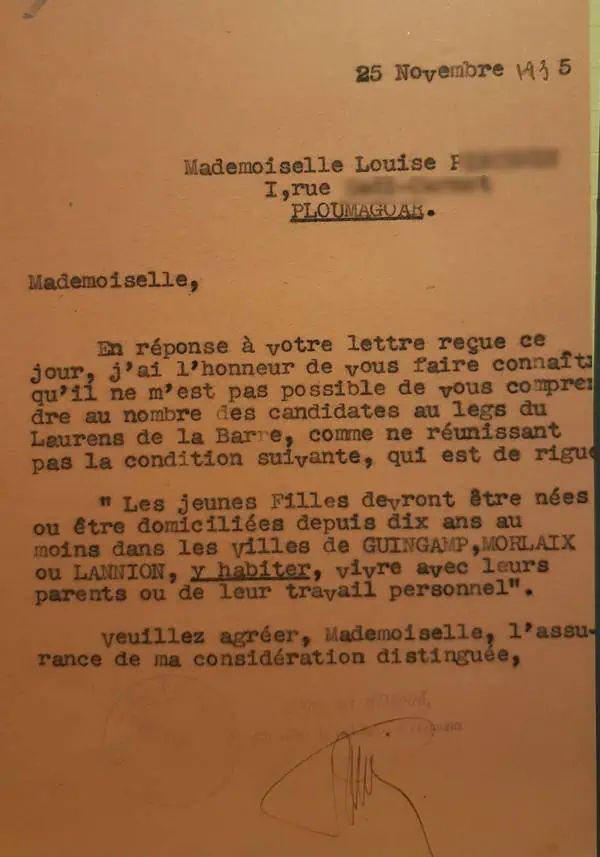 25 Novembre 1935
Mademoiselle Louise P
1,rue
PLOUMAGOAR.
Mademoiselle,
En réponse à votre lettre reçue ce
jour, j'ai l'honneur de vous faire connaît
qu'il ne m'est pas possible de vous compren
dre au nombre des candidates au legs du
Laurens de la Barre, comme ne réunissant
pas la condition suivante, qui est de rigue
" Les jeunes Filles devront être nées
ou être domiciliées depuis dix ans au
moins dans les villes de GUINGAMP,MORLAIX
ou LANNION, y habiter, vivre avec leurs
parents ou de leur travail personnel".
veuillez agréer, Mademoiselle, l'assu-
rance de ma considération distinguée,